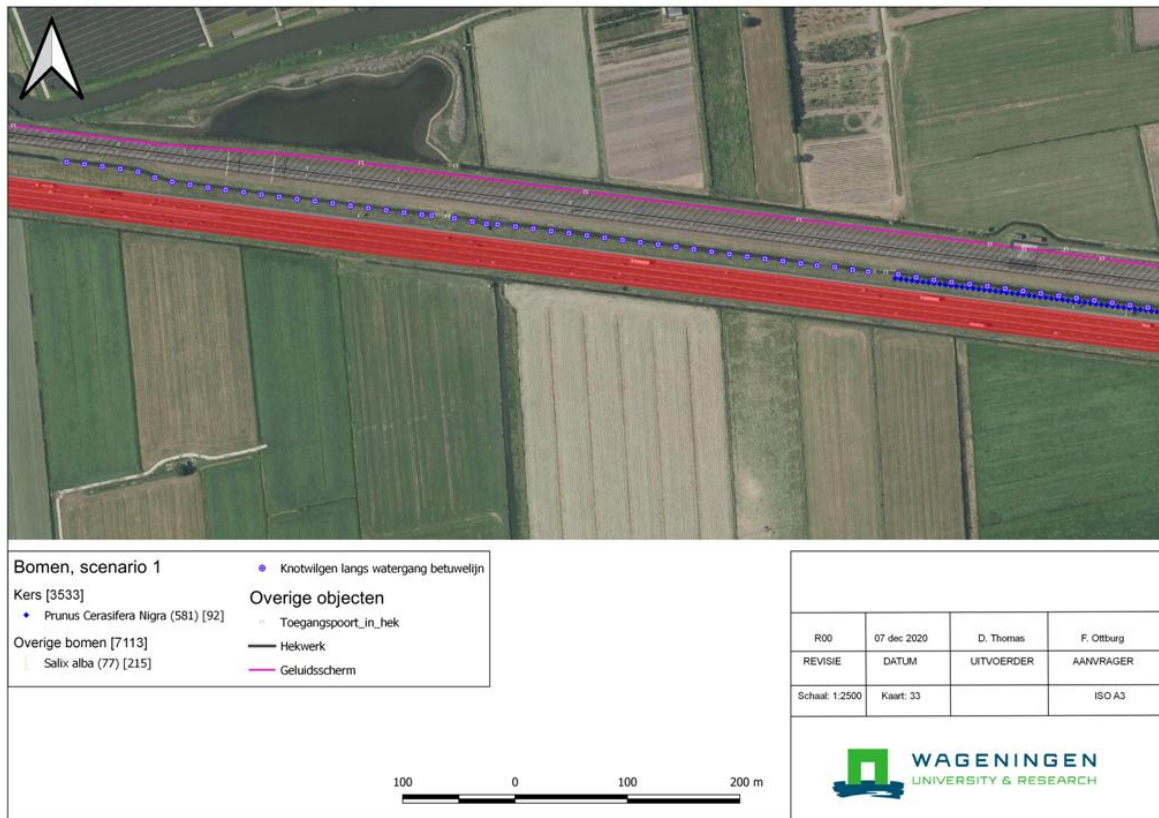 Bomen, scenario 1
Kers [3533]
Prunus Cerasifera Nigra (581) [92]
Overige bomen [7113]
Salix alba (77) [215]
Knotwilgen langs watergang betuwelijn
Overige objecten
Toegangspoort_in_hek
Hekwerk
Geluidsscherm
100 0 100 200 m
R00 07 dec 2020 D. Thomas F. Ottburg
REVISIE DATUM UITVOERDER AANVRAGER
Schaal: 1:2500 Kaart: 33 ISO A3
WAGENINGEN
UNIVERSITY & RESEARCH